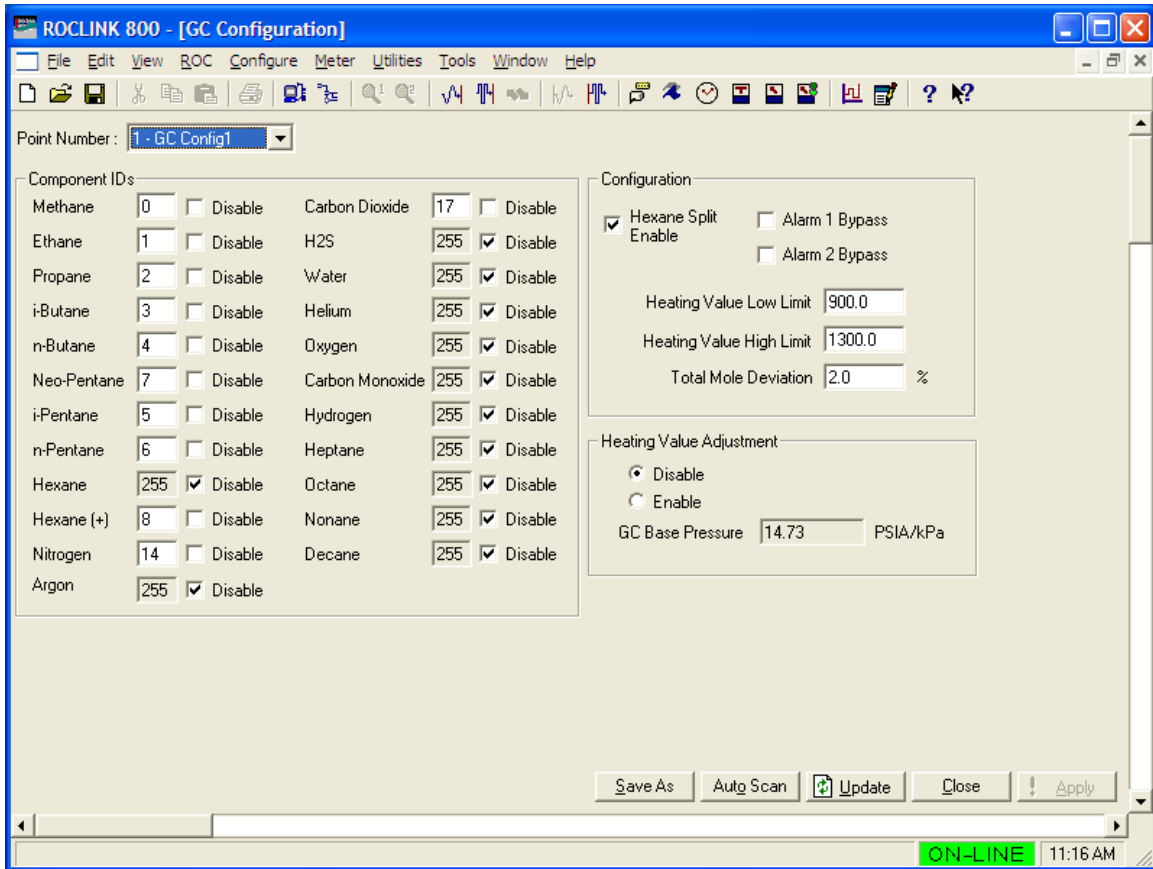 ROCLINK 800 - [GC Configuration]
File Edit View ROC Configure Meter Utilities Tools Window Help
Point Number : 1 - GC Config1
Component IDs
Methane 0 Disable Carbon Dioxide 17 Disable
Ethane 1 Disable H2S 255 Disable
Propane 2 Disable Water 255 Disable
i-Butane 3 Disable Helium 255 Disable
n-Butane 4 Disable Oxygen 255 Disable
Neo-Pentane 7 Disable Carbon Monoxide 255 Disable
i-Pentane 5 Disable Hydrogen 255 Disable
n-Pentane 6 Disable Heptane 255 Disable
Hexane 255 Disable Octane 255 Disable
Hexane (+) 8 Disable Nonane 255 Disable
Nitrogen 14 Disable Decane 255 Disable
Argon 255 Disable
Configuration
Hexane Split Enable
Alarm 1 Bypass
Alarm 2 Bypass
Heating Value Low Limit 900.0
Heating Value High Limit 1300.0
Total Mole Deviation 2.0 %
Heating Value Adjustment
Disable
Enable
GC Base Pressure 14.73 PSIA/kPa
Save As Auto Scan Update Close ! Apply
ON-LINE 11:16 AM